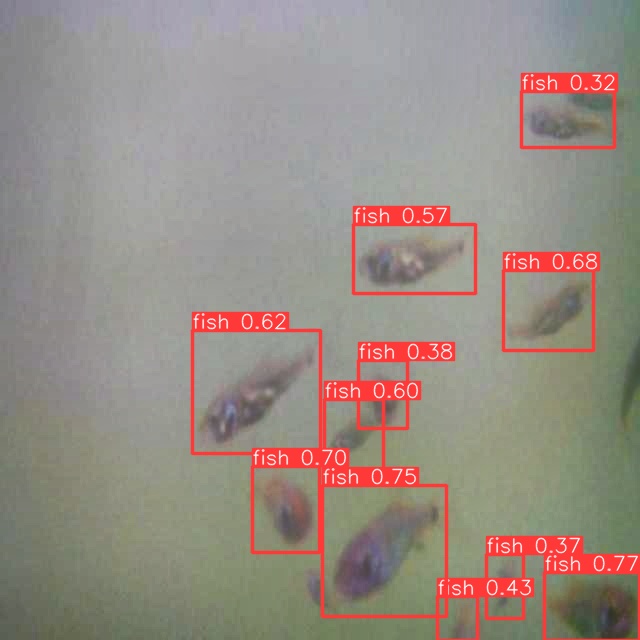 fish 0.32
fish 0.57
fish 0.68
fish 0.62
fish 0.38
fish 0.60
fish 0.70
fish 0.75
fish 0.37
fish 0.77
fish 0.43